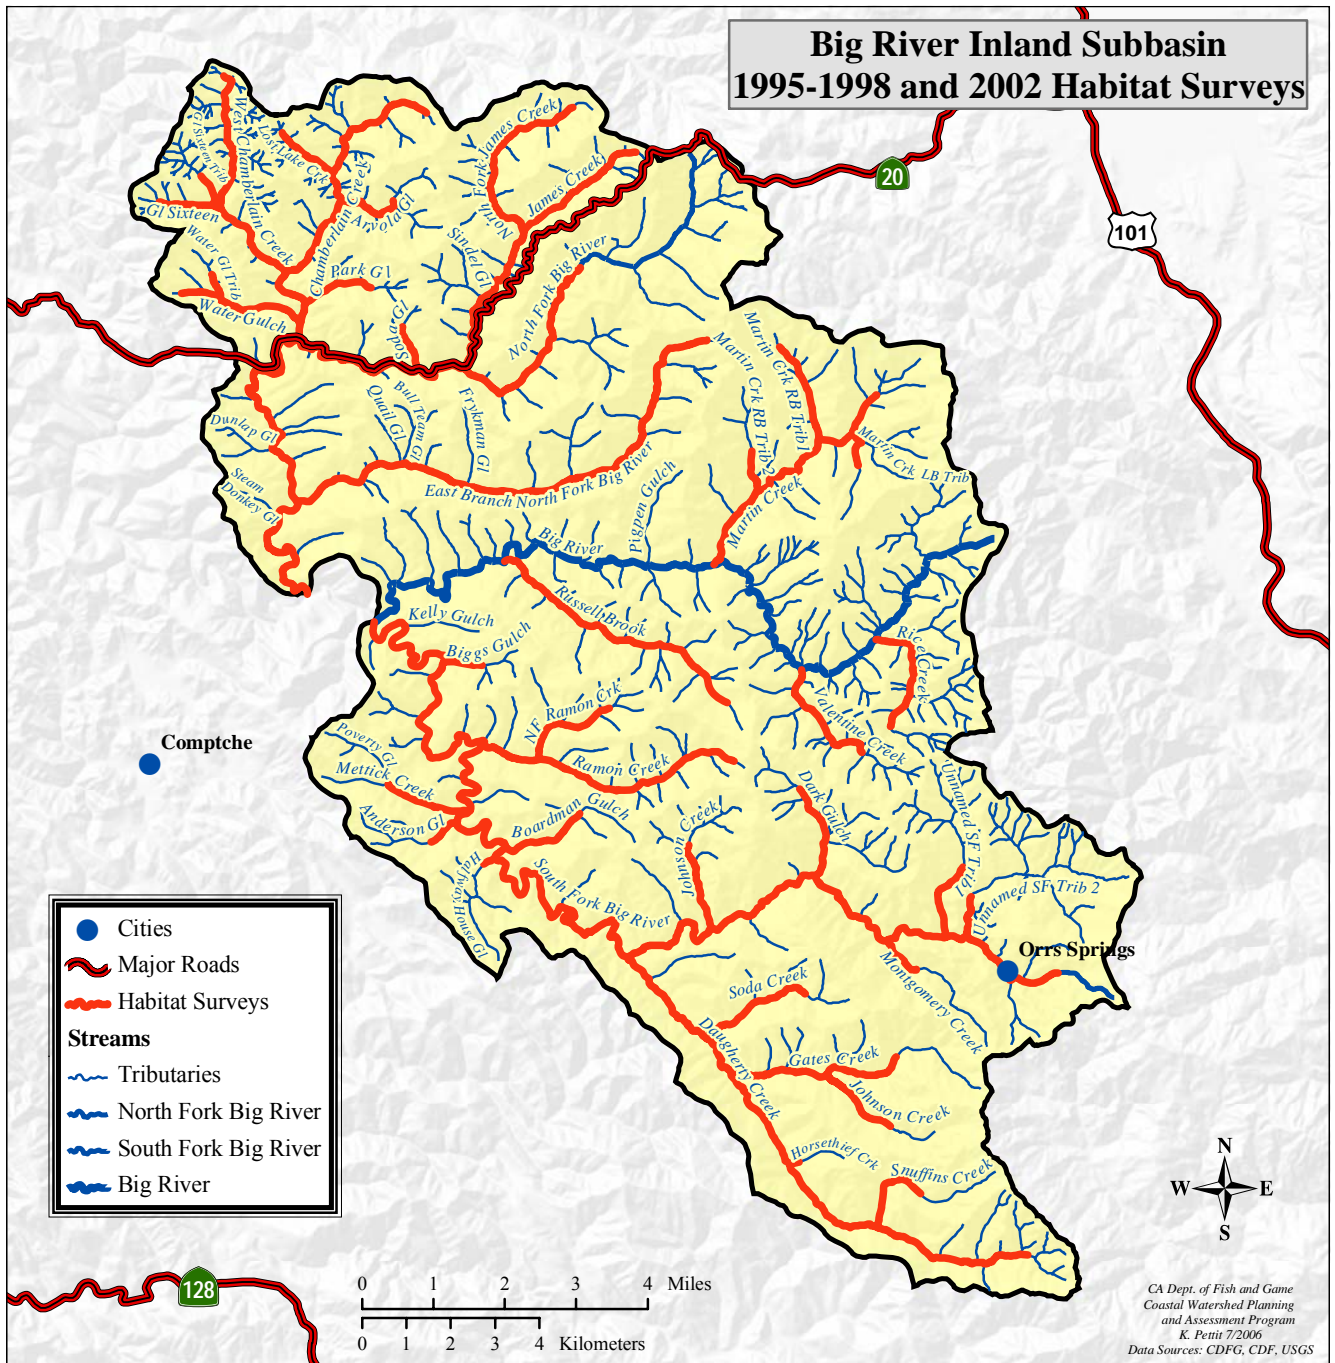 Big River Inland Subbasin
1995-1998 and 2002 Habitat Surveys
20
101
West Chamberlain Creek
Gl Sixteen Trib
Lost Lake Crk
Gl Sixteen
Water Gl Trib
Water Gulch
Chamberlain Creek
Arvola Gl
Park Gl
North Fork James Creek
James Creek
Sindel Gl
Soda Gl
North Fork Big River
Martin Crk RB Trib1
Martin Crk RB Trib 2
Martin Crk LB Trib
Martin Creek
Dunlap Gl
Steam
Donkey Gl
Quail Gl
Bull Team Gl
Frykman Gl
East Branch North Fork Big River
Pigpen Gulch
Big River
Kelly Gulch
Biggs Gulch
Russell Brook
Rice Creek
Valentine Creek
NF Ramon Crk
Ramon Creek
Poverty Gl
Mettick Creek
Anderson Gl
Boardman Gulch
Halfway House Gl
South Fork Big River
Johnson Creek
Dark Gulch
Unnamed SF Trib1
Unnamed SF Trib 2
Comptche
Orrs Springs
Montgomery Creek
Soda Creek
Daugherty Creek
Gates Creek
Johnson Creek
Horsethief Crk
Snuffins Creek
Cities
Major Roads
Habitat Surveys
Streams
Tributaries
North Fork Big River
South Fork Big River
Big River
N
W
E
S
128
0 1 2 3 4 Miles
0 1 2 3 4 Kilometers
CA Dept. of Fish and Game
Coastal Watershed Planning
and Assessment Program
K. Pettit 7/2006
Data Sources: CDFG, CDF, USGS